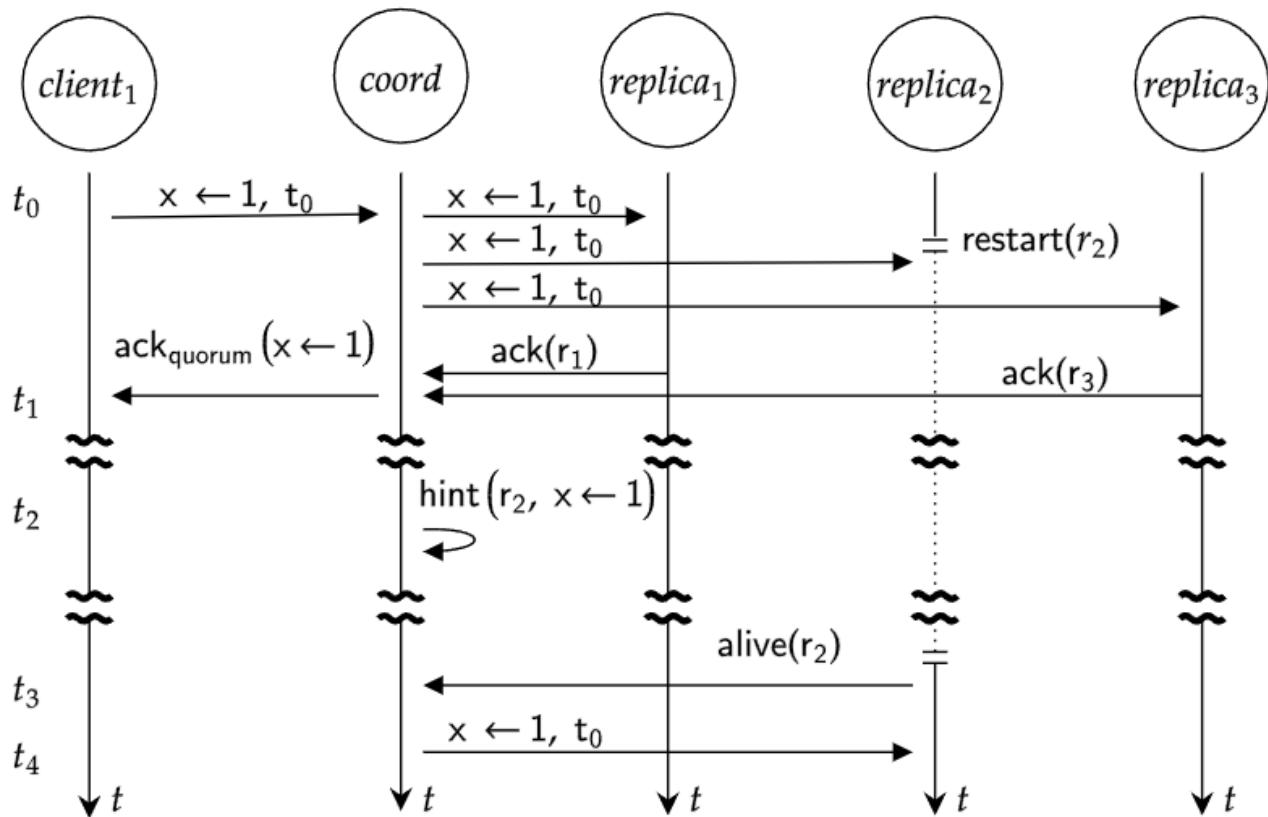 client₁ coord replica₁ replica₂ replica₃
t₀ x ← 1, t₀ x ← 1, t₀
x ← 1, t₀ restart(r₂)
x ← 1, t₀
ack_quorum (x ← 1) ack(r₁) ack(r₃)
t₁
hint (r₂, x ← 1)
t₂
alive(r₂)
t₃
x ← 1, t₀
t₄
t t t t t